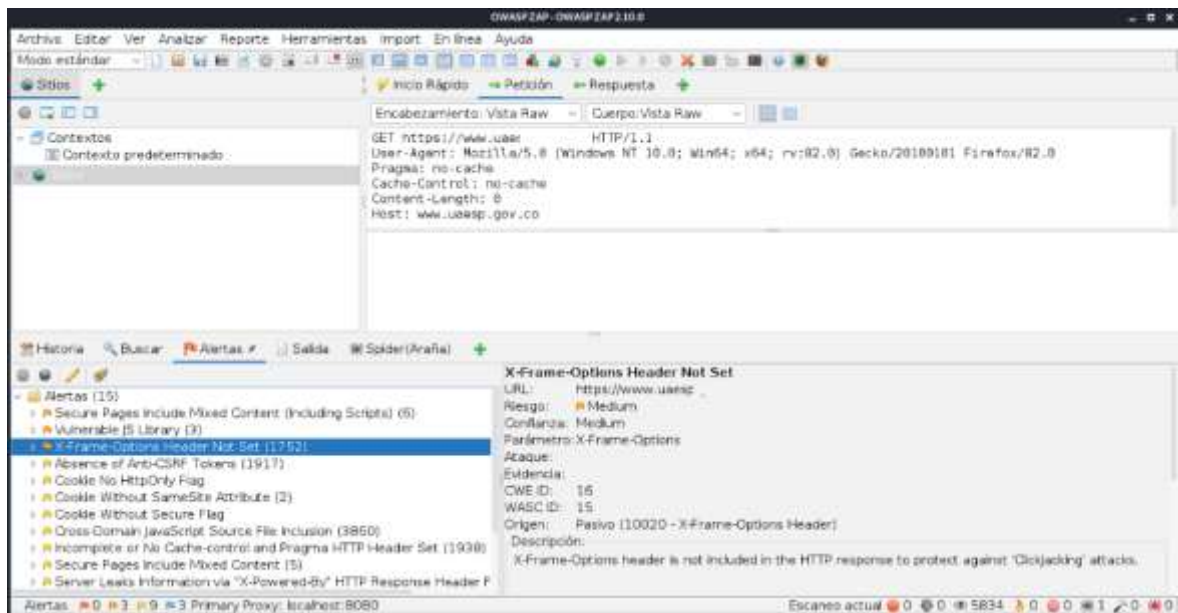 OWASP ZAP - OWASP ZAP 2.10.0
Archivo Editar Ver Analizar Reporte Herramientas Import En línea Ayuda
Modo estándar
Sitios
Inicio Rápido Petición Respuesta
Encabezamiento: Vista Raw Cuerpo: Vista Raw
Contextos
Contexto predeterminado
GET https://www.uaes HTTP/1.1
User-Agent: Mozilla/5.0 (Windows NT 10.0; Win64; x64; rv:82.0) Gecko/20100101 Firefox/82.0
Pragma: no-cache
Cache-Control: no-cache
Content-Length: 0
Host: www.uaesp.gov.co
Historia Buscar Alertas Salida Spider(Araña)
Alertas (15)
Secure Pages Include Mixed Content (Including Scripts) (6)
Vulnerable JS Library (3)
X-Frame-Options Header Not Set (1752)
Absence of Anti-CSRF Tokens (1917)
Cookie No HttpOnly Flag
Cookie Without SameSite Attribute (2)
Cookie Without Secure Flag
Cross-Domain JavaScript Source File Inclusion (3860)
Incomplete or No Cache-control and Pragma HTTP Header Set (1938)
Secure Pages Include Mixed Content (5)
Server Leaks Information via "X-Powered-By" HTTP Response Header F
X-Frame-Options Header Not Set
URL: https://www.uaesp
Riesgo: Medium
Confianza: Medium
Parámetro: X-Frame-Options
Ataque:
Evidencia:
CWE ID: 16
WASC ID: 15
Origen: Pasivo (10020 - X-Frame-Options Header)
Descripción:
X-Frame-Options header is not included in the HTTP response to protect against 'ClickJacking' attacks.
Alertas 0 3 9 3 Primary Proxy: localhost:8080
Escaneo actual 0 0 5834 0 0 0 1 0 0